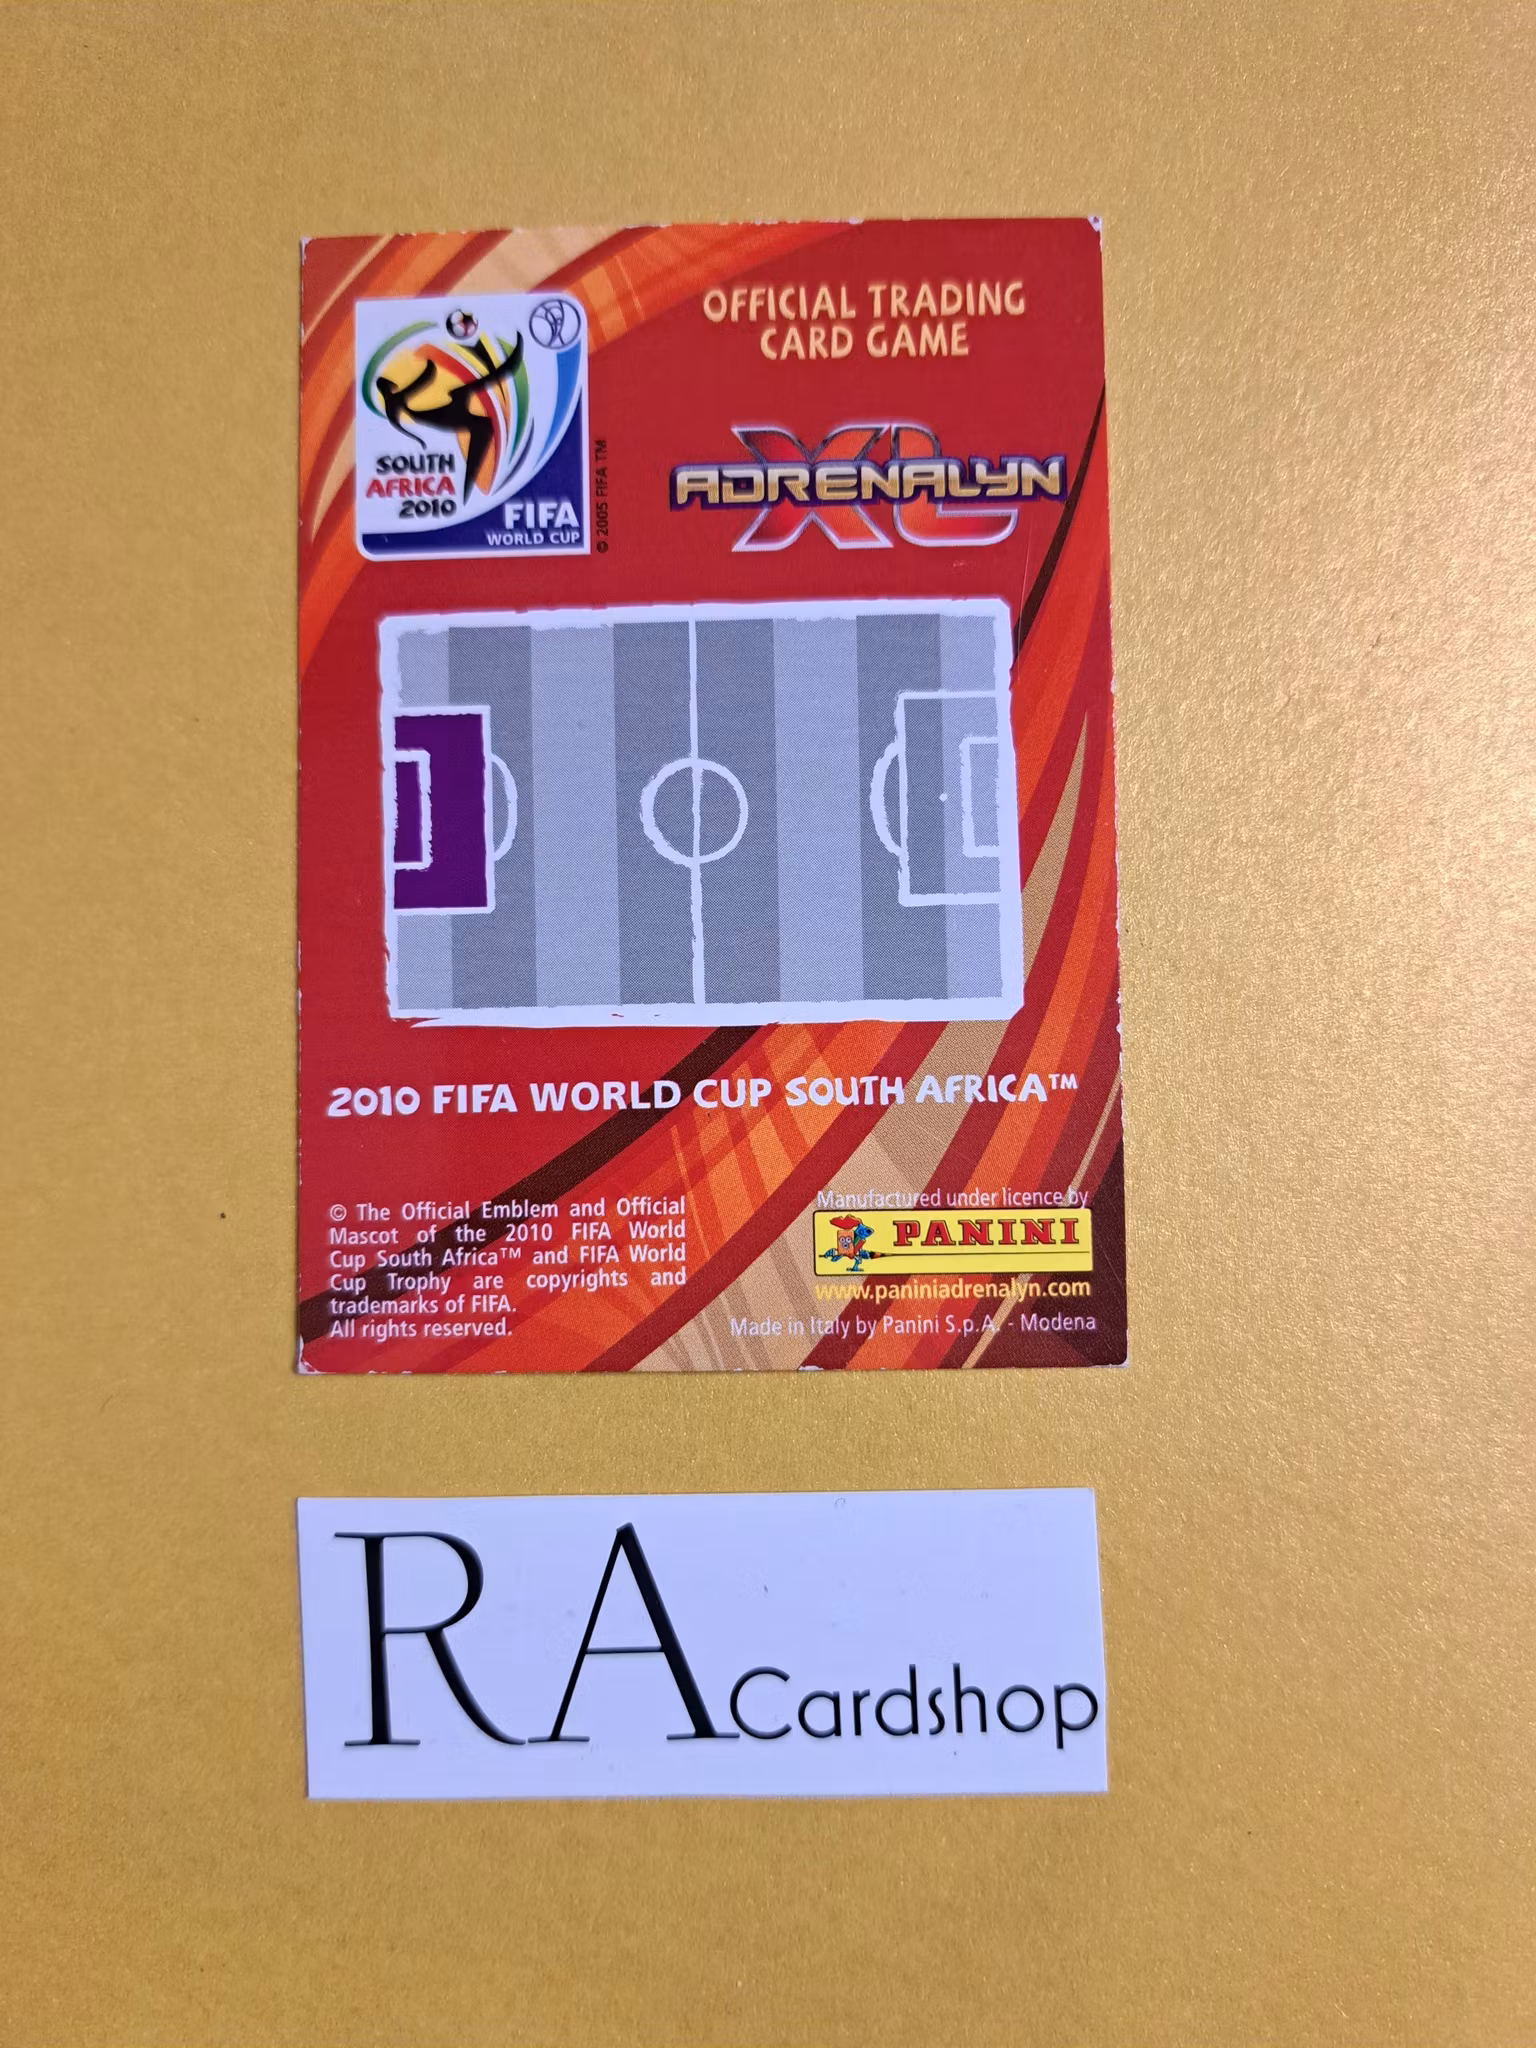 OFFICIAL TRADING
CARD GAME
SOUTH
AFRICA
2010
FIFA
WORLD CUP
© 2005 FIFA TM
XL
ADRENALYN
2010 FIFA WORLD CUP SOUTH AFRICA™
© The Official Emblem and Official
Mascot of the 2010 FIFA World
Cup South Africa™ and FIFA World
Cup Trophy are copyrights and
trademarks of FIFA.
All rights reserved.
Manufactured under licence by
PANINI
www.paniniadrenalyn.com
Made in Italy by Panini S.p.A. - Modena
RA Cardshop